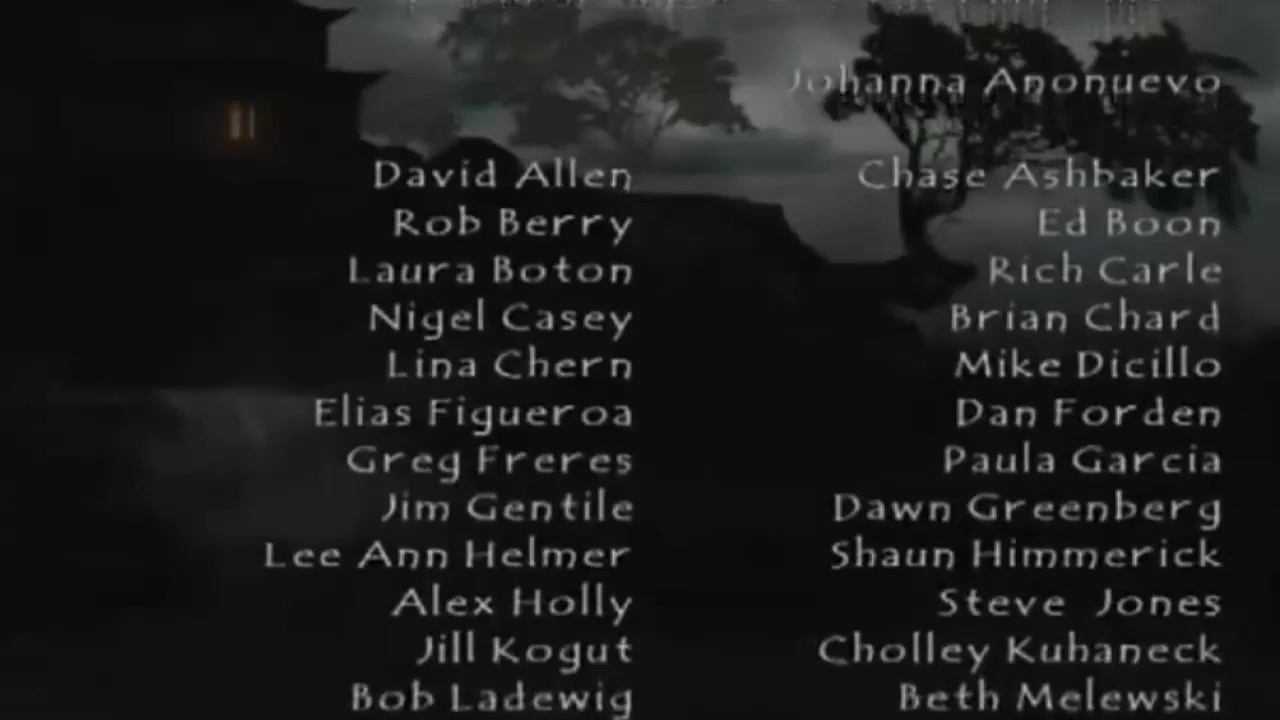 Johanna Anonuevo
David Allen Chase Ashbaker
Rob Berry Ed Boon
Laura Boton Rich Carle
Nigel Casey Brian Chard
Lina Chern Mike Dicillo
Elias Figueroa Dan Forden
Greg Freres Paula Garcia
Jim Gentile Dawn Greenberg
Lee Ann Helmer Shaun Himmerick
Alex Holly Steve Jones
Jill Kogut Cholley Kuhaneck
Bob Ladewig Beth Melewski